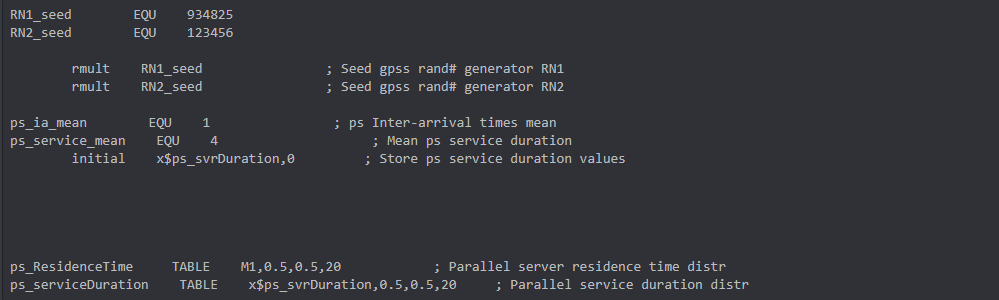 RN1_seed EQU 934825
RN2_seed EQU 123456
rmult RN1_seed ; Seed gpss rand# generator RN1
rmult RN2_seed ; Seed gpss rand# generator RN2
ps_ia_mean EQU 1 ; ps Inter-arrival times mean
ps_service_mean EQU 4 ; Mean ps service duration
initial x$ps_svrDuration,0 ; Store ps service duration values
ps_ResidenceTime TABLE M1,0.5,0.5,20 ; Parallel server residence time distr
ps_serviceDuration TABLE x$ps_svrDuration,0.5,0.5,20 ; Parallel service duration distr